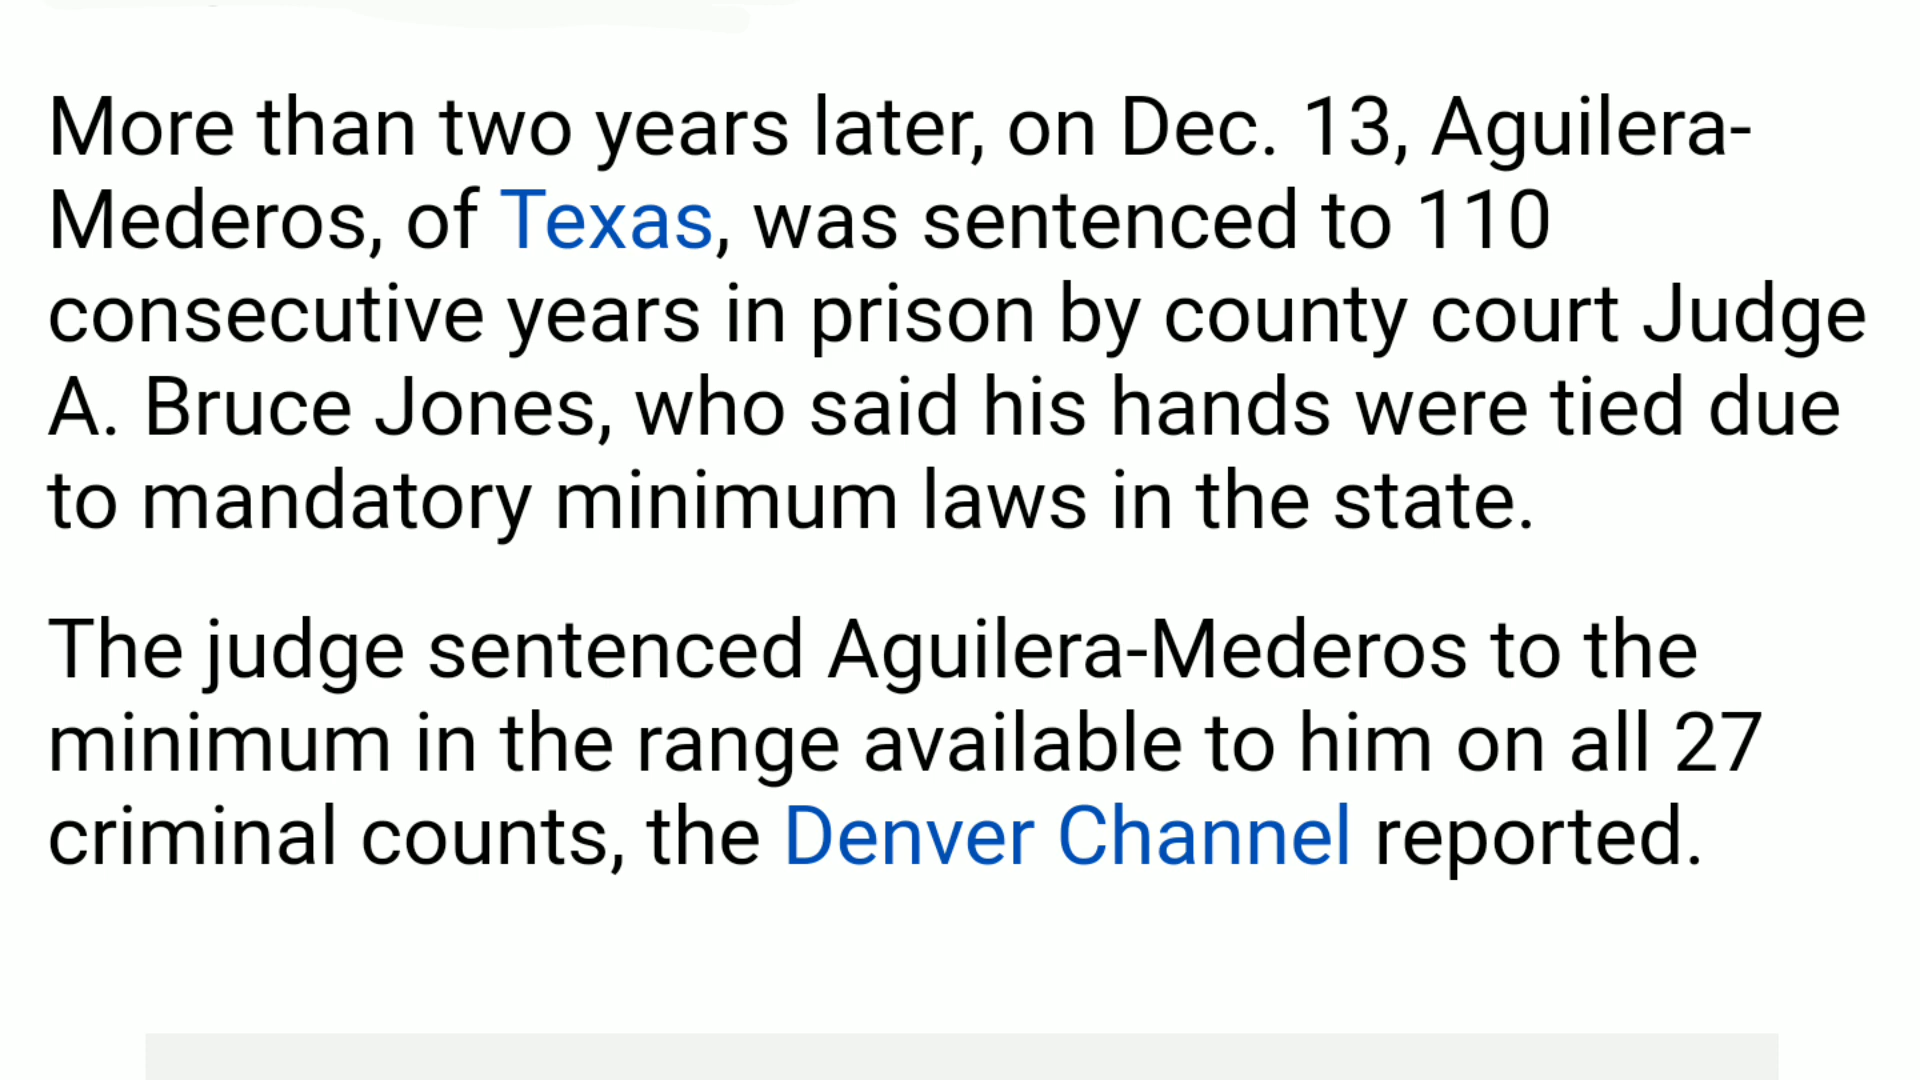 More than two years later, on Dec. 13, Aguilera-
Mederos, of Texas, was sentenced to 110
consecutive years in prison by county court Judge
A. Bruce Jones, who said his hands were tied due
to mandatory minimum laws in the state.
The judge sentenced Aguilera-Mederos to the
minimum in the range available to him on all 27
criminal counts, the Denver Channel reported.